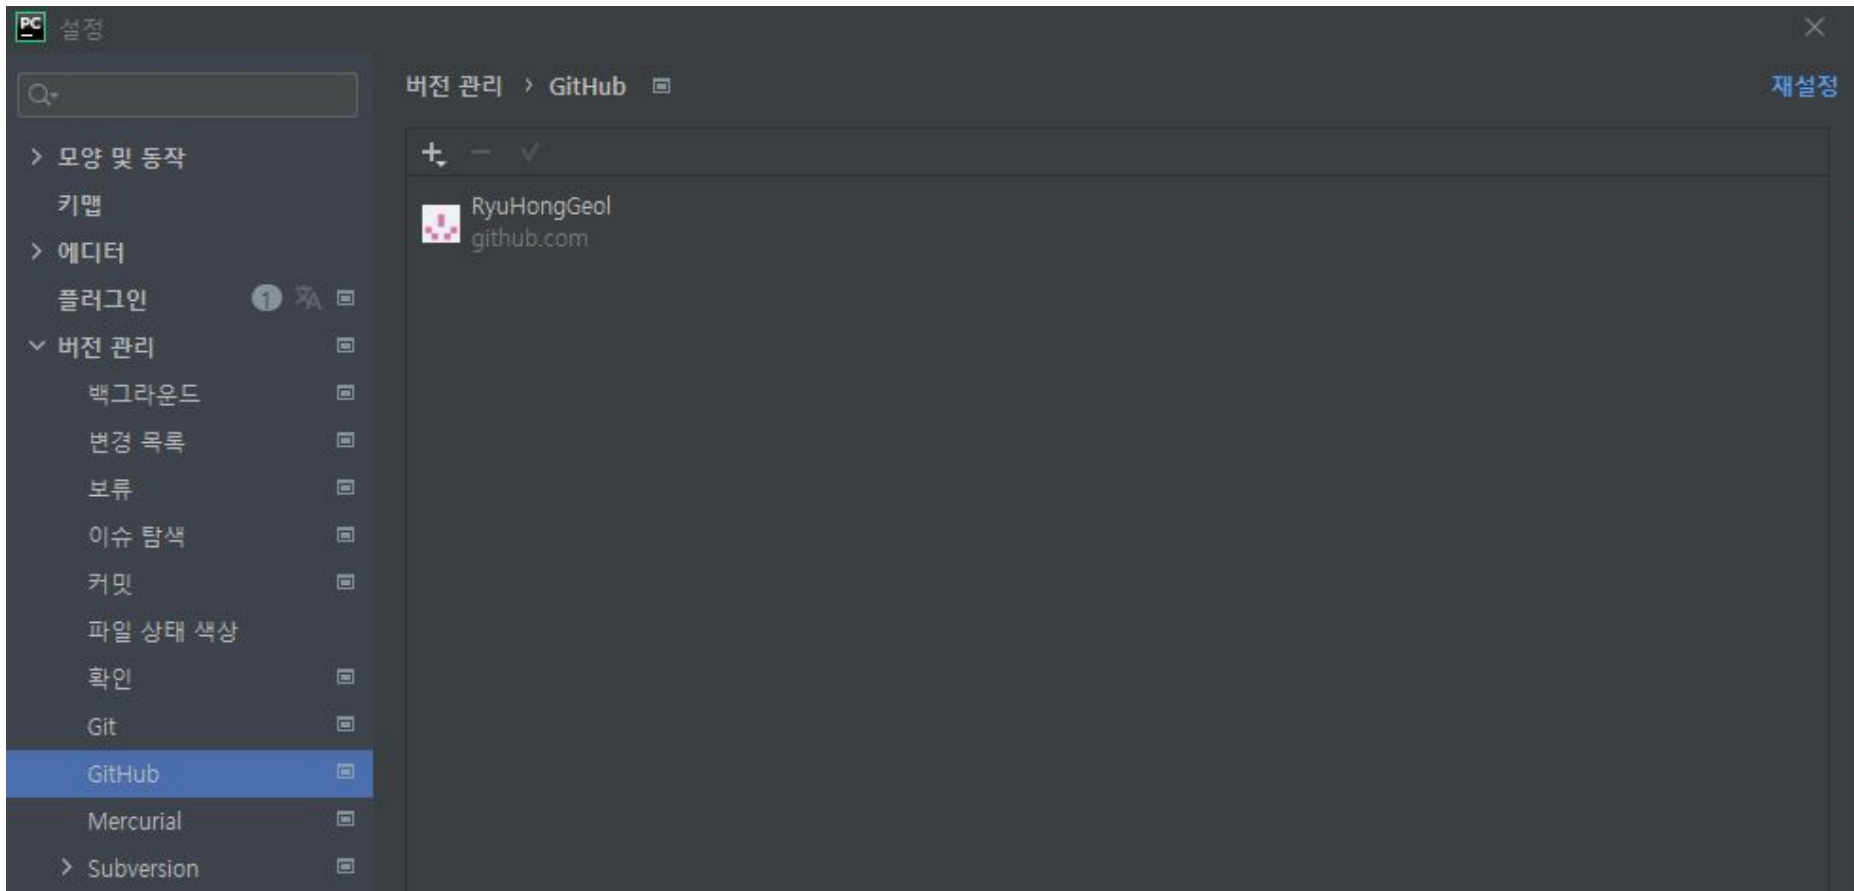 PC 설정
버전 관리 › GitHub
재설정
모양 및 동작
키맵
에디터
플러그인 1
버전 관리
백그라운드
변경 목록
보류
이슈 탐색
커밋
파일 상태 색상
확인
Git
GitHub
Mercurial
Subversion
RyuHongGeol
github.com